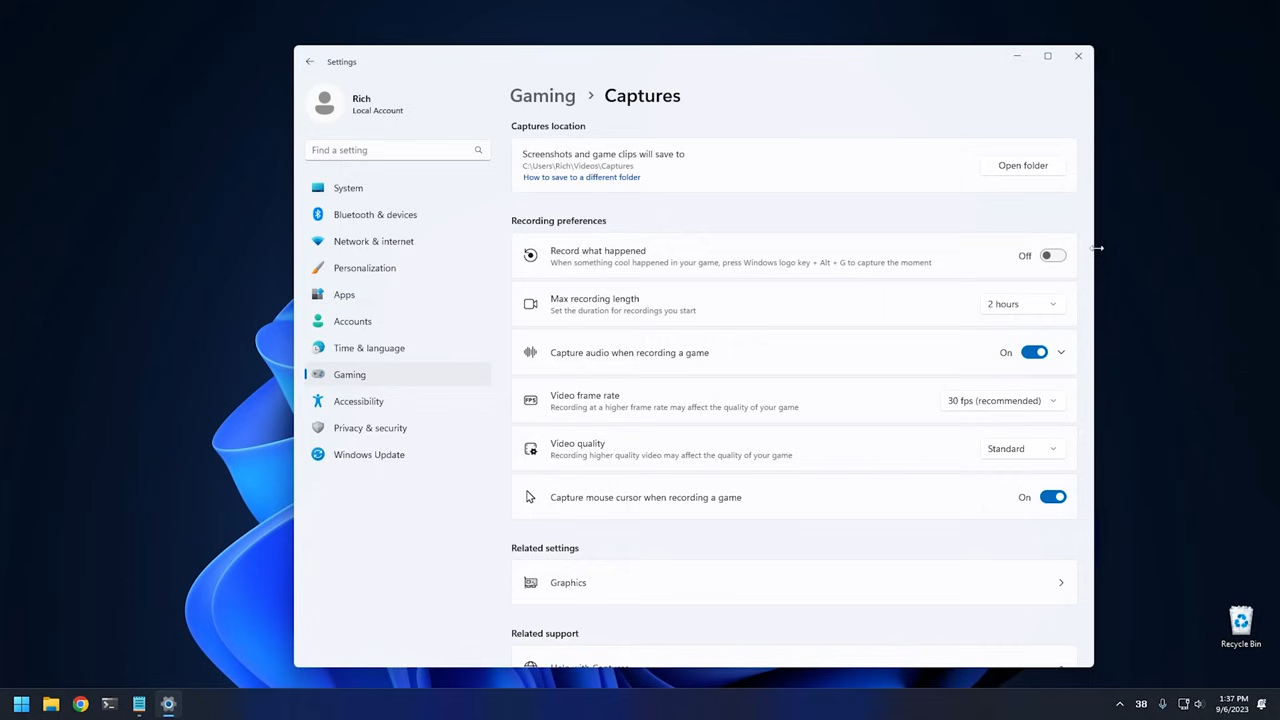 Settings
Rich
Local Account
Find a setting
System
Bluetooth & devices
Network & internet
Personalization
Apps
Accounts
Time & language
Gaming
Accessibility
Privacy & security
Windows Update
Gaming > Captures
Captures location
Screenshots and game clips will save to
C:\Users\Rich\Videos\Captures
How to save to a different folder
Open folder
Recording preferences
Record what happened
When something cool happened in your game, press Windows logo key + Alt + G to capture the moment
Off
Max recording length
Set the duration for recordings you start
2 hours
Capture audio when recording a game
On
FPS
Video frame rate
Recording at a higher frame rate may affect the quality of your game
30 fps (recommended)
Video quality
Recording higher quality video may affect the quality of your game
Standard
Capture mouse cursor when recording a game
On
Related settings
Graphics
Related support
Help with Captures
Recycle Bin
38
1:37 PM
9/6/2023